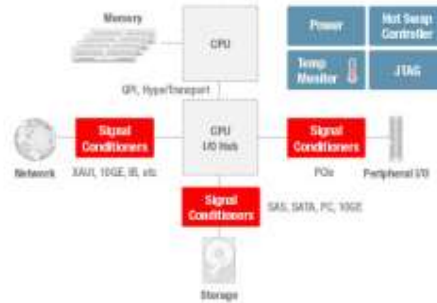 Memory
CPU
Power
Hot Swap
Controller
Temp
Monitor
JTAG
QPI, HyperTransport
Signal
Conditioners
CPU
I/O Hub
Signal
Conditioners
Network
XAUI, 10GE, IB, etc
PCIe
Peripheral I/O
Signal
Conditioners
SAS, SATA, FC, 10GE
Storage